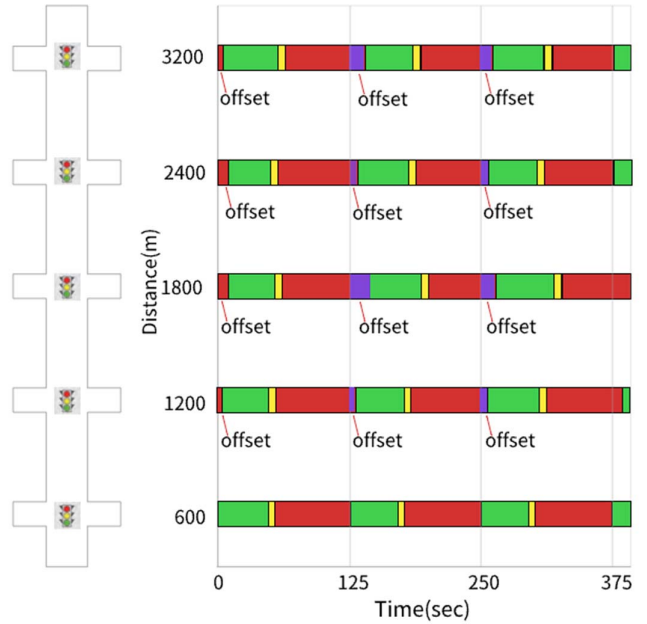 3200
offset offset offset
2400
offset offset offset
Distance(m)
1800
offset offset offset
1200
offset offset offset
600
0 125 250 375
Time(sec)